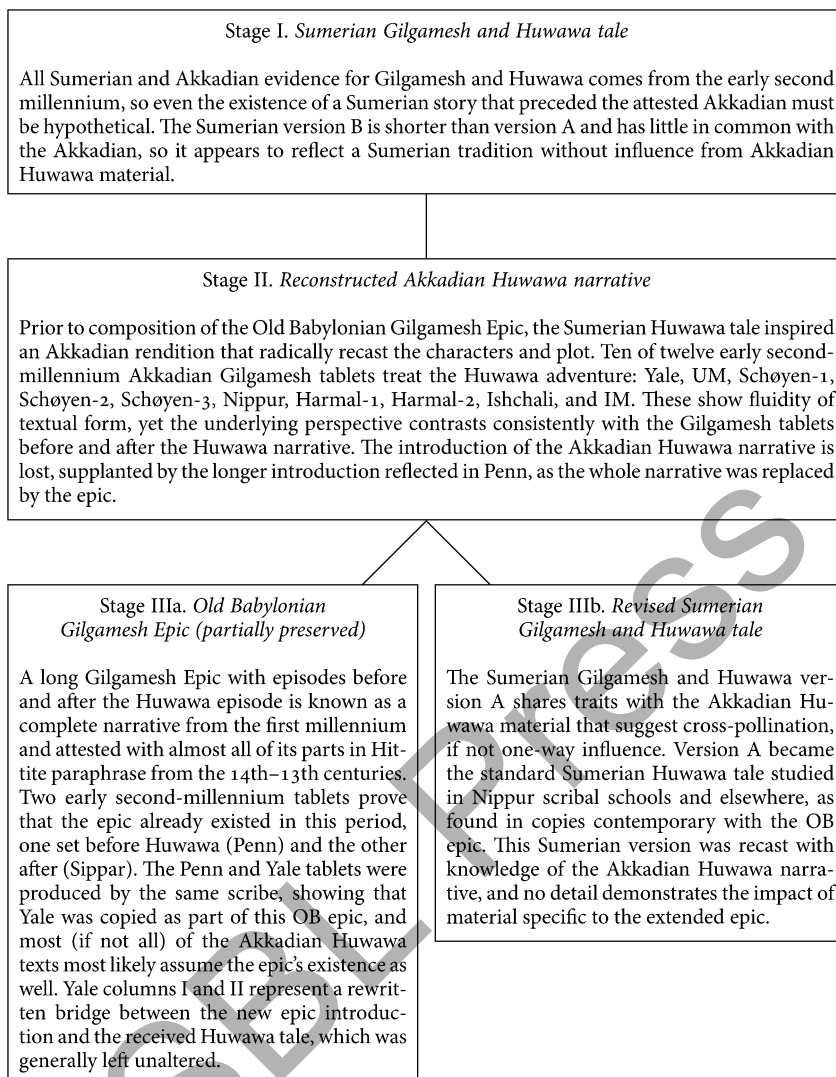 Stage I. Sumerian Gilgamesh and Huwawa tale
All Sumerian and Akkadian evidence for Gilgamesh and Huwawa comes from the early second
millennium, so even the existence of a Sumerian story that preceded the attested Akkadian must
be hypothetical. The Sumerian version B is shorter than version A and has little in common with
the Akkadian, so it appears to reflect a Sumerian tradition without influence from Akkadian
Huwawa material.
Stage II. Reconstructed Akkadian Huwawa narrative
Prior to composition of the Old Babylonian Gilgamesh Epic, the Sumerian Huwawa tale inspired
an Akkadian rendition that radically recast the characters and plot. Ten of twelve early second-
millennium Akkadian Gilgamesh tablets treat the Huwawa adventure: Yale, UM, Schøyen-1,
Schøyen-2, Schøyen-3, Nippur, Harmal-1, Harmal-2, Ishchali, and IM. These show fluidity of
textual form, yet the underlying perspective contrasts consistently with the Gilgamesh tablets
before and after the Huwawa narrative. The introduction of the Akkadian Huwawa narrative is
lost, supplanted by the longer introduction reflected in Penn, as the whole narrative was replaced
by the epic.
Stage IIIa. Old Babylonian
Gilgamesh Epic (partially preserved)
A long Gilgamesh Epic with episodes before
and after the Huwawa episode is known as a
complete narrative from the first millennium
and attested with almost all of its parts in Hit-
tite paraphrase from the 14th–13th centuries.
Two early second-millennium tablets prove
that the epic already existed in this period,
one set before Huwawa (Penn) and the other
after (Sippar). The Penn and Yale tablets were
produced by the same scribe, showing that
Yale was copied as part of this OB epic, and
most (if not all) of the Akkadian Huwawa
texts most likely assume the epic's existence as
well. Yale columns I and II represent a rewrit-
ten bridge between the new epic introduc-
tion and the received Huwawa tale, which was
generally left unaltered.
Stage IIIb. Revised Sumerian
Gilgamesh and Huwawa tale
The Sumerian Gilgamesh and Huwawa ver-
sion A shares traits with the Akkadian Hu-
wawa material that suggest cross-pollination,
if not one-way influence. Version A became
the standard Sumerian Huwawa tale studied
in Nippur scribal schools and elsewhere, as
found in copies contemporary with the OB
epic. This Sumerian version was recast with
knowledge of the Akkadian Huwawa narra-
tive, and no detail demonstrates the impact of
material specific to the extended epic.
SBL Press